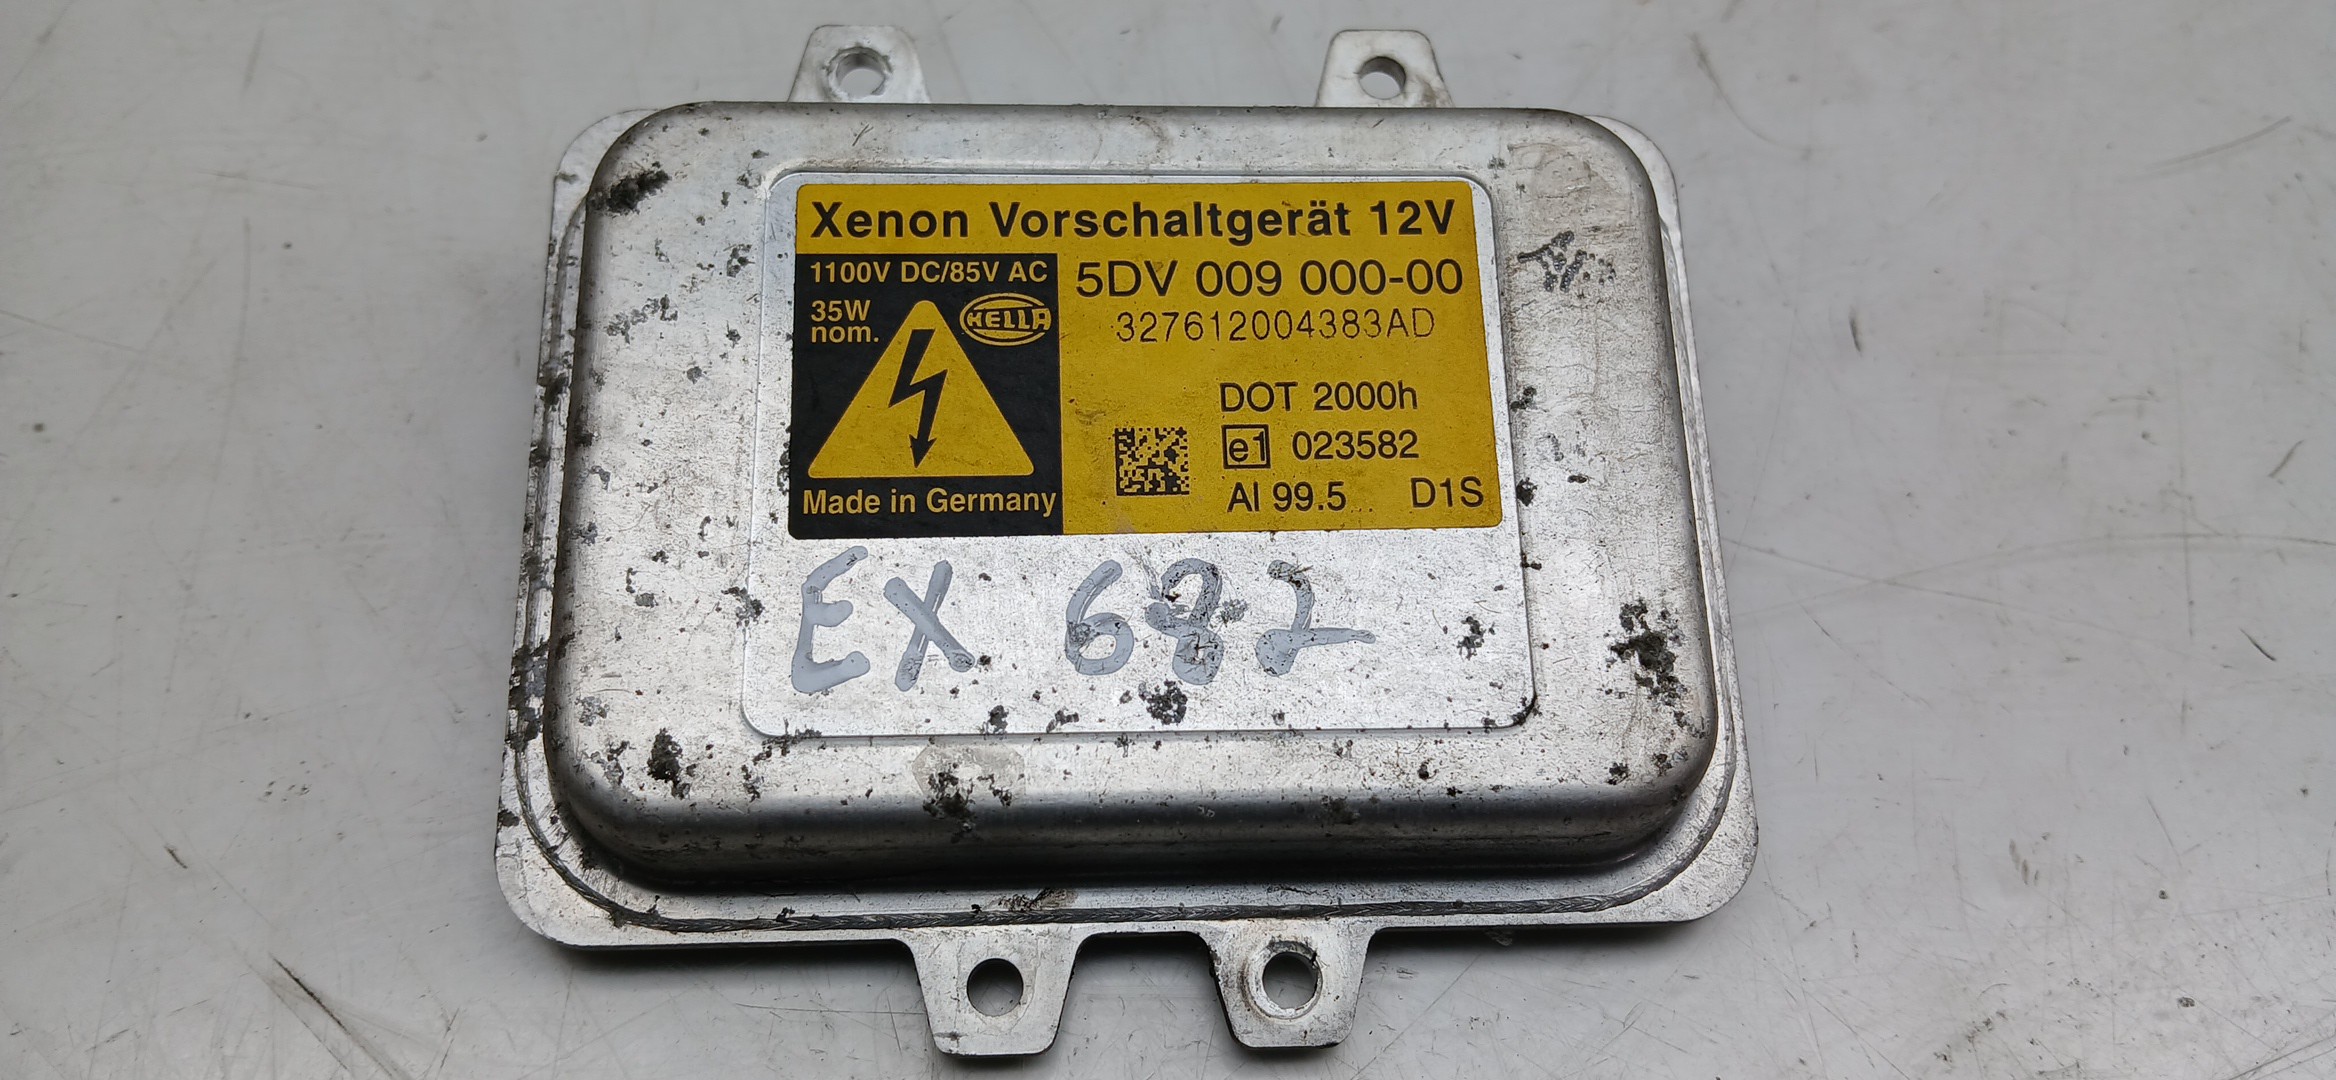 Xenon Vorschaltgerät 12V
1100V DC/85V AC
35W
nom.
HELLA
Made in Germany
5DV 009 000-00
327612004383AD
DOT 2000h
e1 023582
Al 99.5 D1S
EX 682